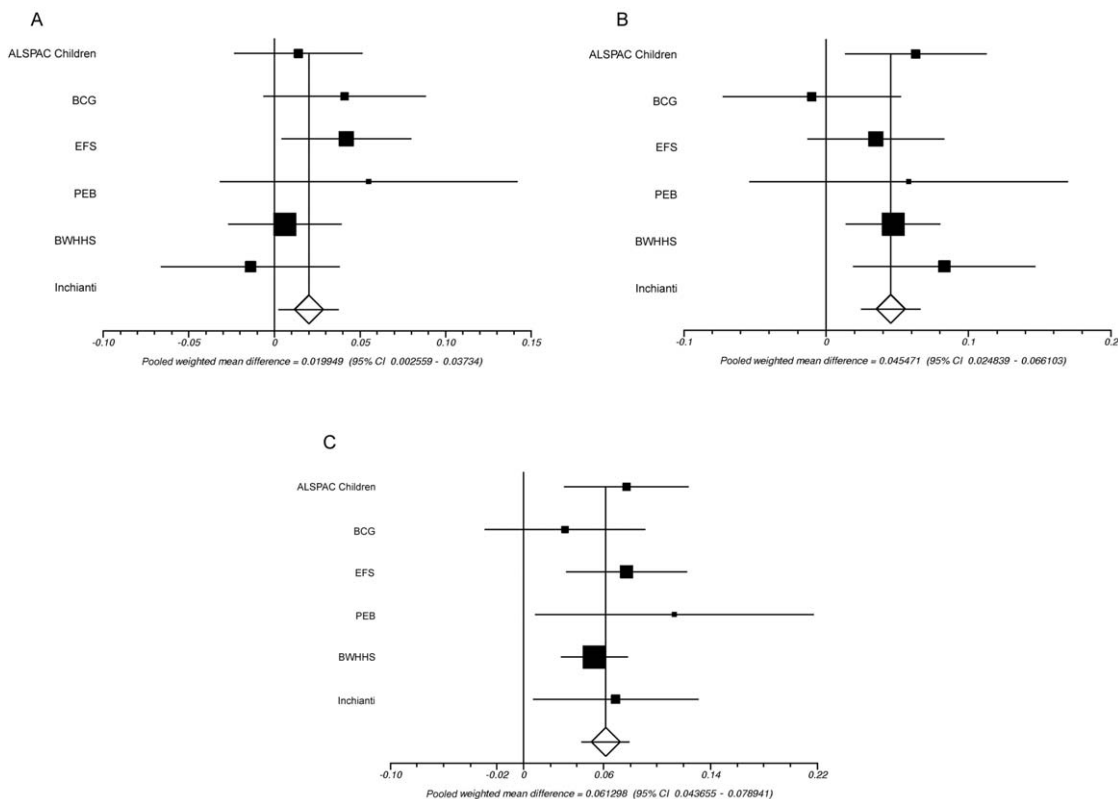 A
ALSPAC Children
BCG
EFS
PEB
BWHHS
Inchianti
-0.10 -0.05 0 0.05 0.10 0.15
Pooled weighted mean difference = 0.019949 (95% CI 0.002559 - 0.03734)
B
ALSPAC Children
BCG
EFS
PEB
BWHHS
Inchianti
-0.1 0 0.1 0.2
Pooled weighted mean difference = 0.045471 (95% CI 0.024839 - 0.066103)
C
ALSPAC Children
BCG
EFS
PEB
BWHHS
Inchianti
-0.10 -0.02 0 0.06 0.14 0.22
Pooled weighted mean difference = 0.061298 (95% CI 0.043655 - 0.078941)